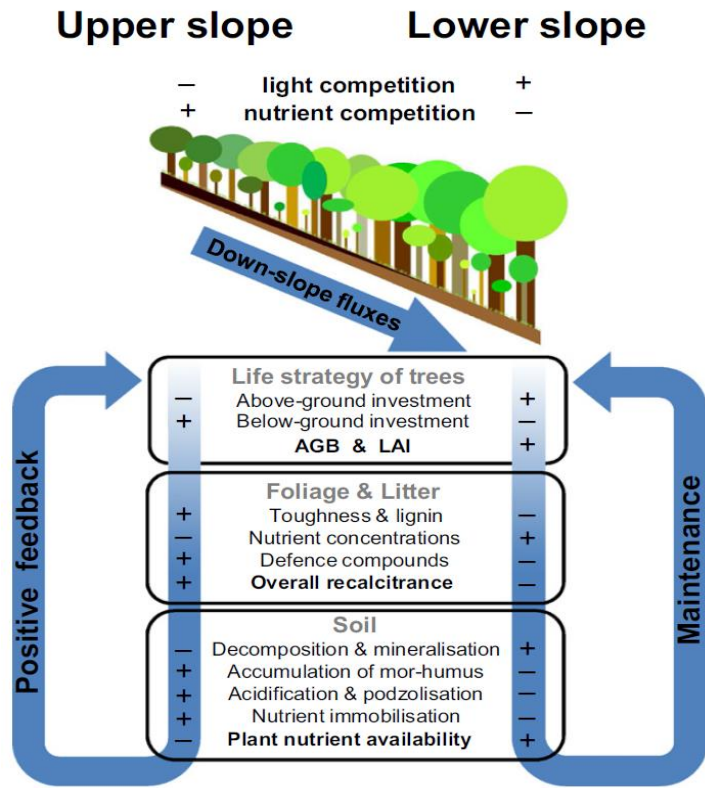 Upper slope Lower slope
– light competition +
+ nutrient competition –
Down-slope fluxes
Life strategy of trees
– Above-ground investment +
+ Below-ground investment –
AGB & LAI +
Foliage & Litter
+ Toughness & lignin –
– Nutrient concentrations +
+ Defence compounds –
+ Overall recalcitrance –
Soil
– Decomposition & mineralisation +
+ Accumulation of mor-humus –
+ Acidification & podzolisation –
+ Nutrient immobilisation –
– Plant nutrient availability +
Positive feedback
Maintenance